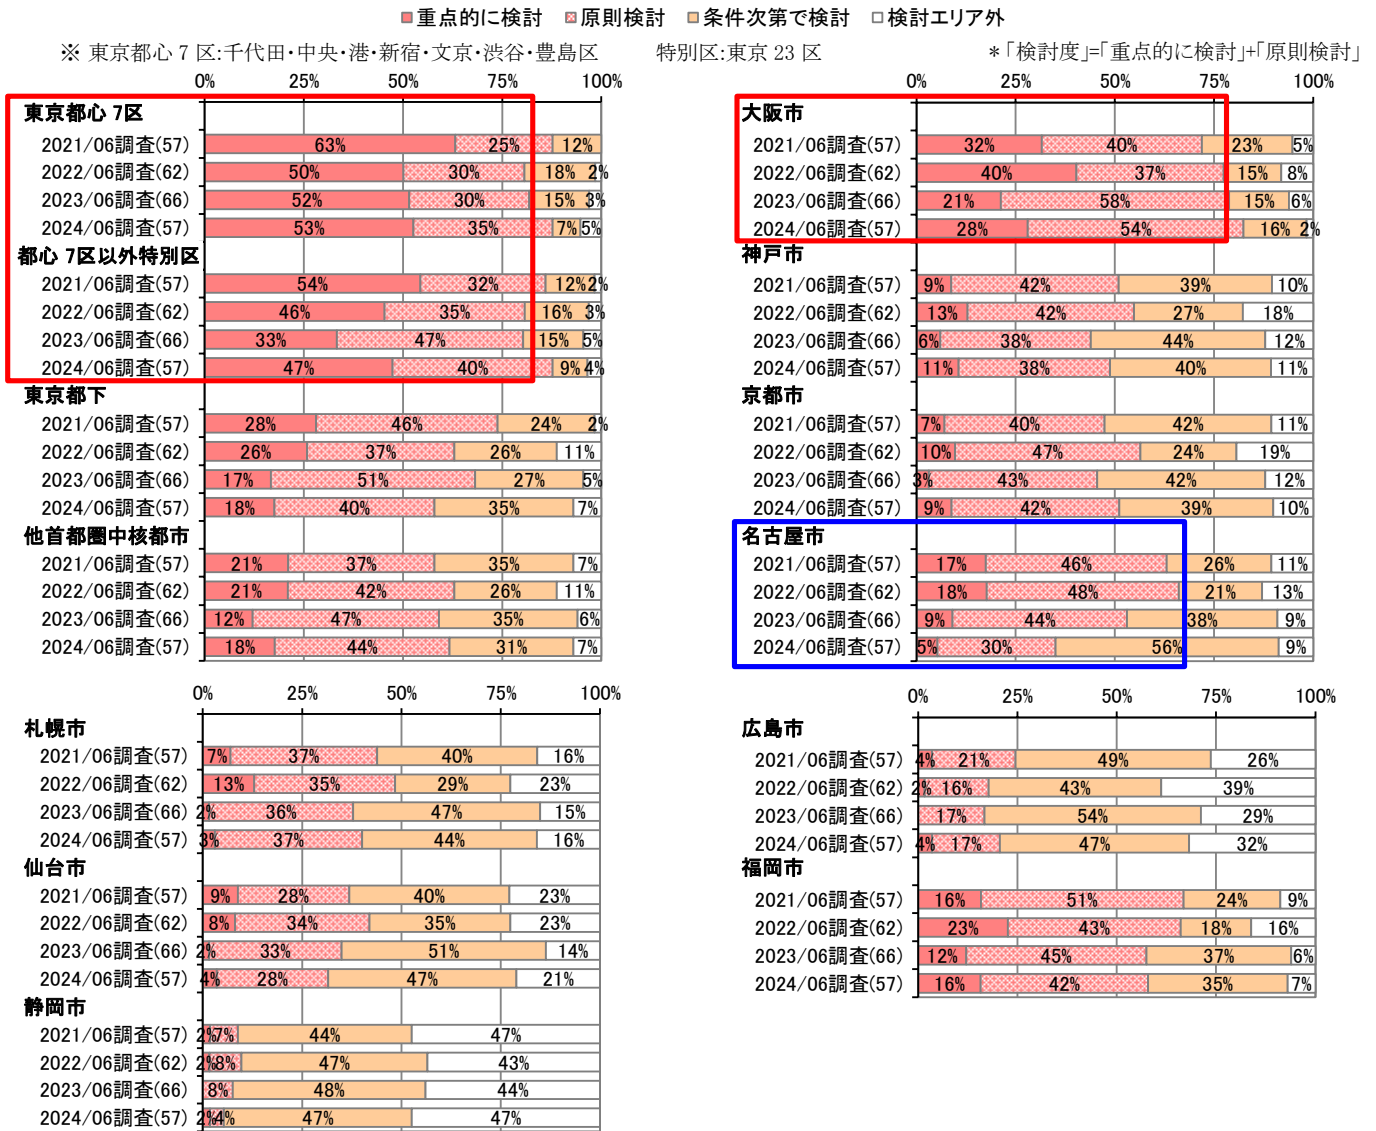 重点的に検討 原則検討 条件次第で検討 検討エリア外
※ 東京都心 7 区:千代田・中央・港・新宿・文京・渋谷・豊島区 特別区:東京 23 区 *「検討度」=「重点的に検討」+「原則検討」
0% 25% 50% 75% 100%
東京都心 7区
2021/06調査(57) 63% 25% 12%
2022/06調査(62) 50% 30% 18% 2%
2023/06調査(66) 52% 30% 15% 3%
2024/06調査(57) 53% 35% 7% 5%
都心 7区以外特別区
2021/06調査(57) 54% 32% 12% 2%
2022/06調査(62) 46% 35% 16% 3%
2023/06調査(66) 33% 47% 15% 5%
2024/06調査(57) 47% 40% 9% 4%
東京都下
2021/06調査(57) 28% 46% 24% 2%
2022/06調査(62) 26% 37% 26% 11%
2023/06調査(66) 17% 51% 27% 5%
2024/06調査(57) 18% 40% 35% 7%
他首都圏中核都市
2021/06調査(57) 21% 37% 35% 7%
2022/06調査(62) 21% 42% 26% 11%
2023/06調査(66) 12% 47% 35% 6%
2024/06調査(57) 18% 44% 31% 7%
0% 25% 50% 75% 100%
大阪市
2021/06調査(57) 32% 40% 23% 5%
2022/06調査(62) 40% 37% 15% 8%
2023/06調査(66) 21% 58% 15% 6%
2024/06調査(57) 28% 54% 16% 2%
神戸市
2021/06調査(57) 9% 42% 39% 10%
2022/06調査(62) 13% 42% 27% 18%
2023/06調査(66) 6% 38% 44% 12%
2024/06調査(57) 11% 38% 40% 11%
京都市
2021/06調査(57) 7% 40% 42% 11%
2022/06調査(62) 10% 47% 24% 19%
2023/06調査(66) 3% 43% 42% 12%
2024/06調査(57) 9% 42% 39% 10%
名古屋市
2021/06調査(57) 17% 46% 26% 11%
2022/06調査(62) 18% 48% 21% 13%
2023/06調査(66) 9% 44% 38% 9%
2024/06調査(57) 5% 30% 56% 9%
0% 25% 50% 75% 100%
札幌市
2021/06調査(57) 7% 37% 40% 16%
2022/06調査(62) 13% 35% 29% 23%
2023/06調査(66) 2% 36% 47% 15%
2024/06調査(57) 3% 37% 44% 16%
仙台市
2021/06調査(57) 9% 28% 40% 23%
2022/06調査(62) 8% 34% 35% 23%
2023/06調査(66) 2% 33% 51% 14%
2024/06調査(57) 4% 28% 47% 21%
静岡市
2021/06調査(57) 2% 7% 44% 47%
2022/06調査(62) 2% 8% 47% 43%
2023/06調査(66) 8% 48% 44%
2024/06調査(57) 2% 4% 47% 47%
0% 25% 50% 75% 100%
広島市
2021/06調査(57) 4% 21% 49% 26%
2022/06調査(62) 2% 16% 43% 39%
2023/06調査(66) 17% 54% 29%
2024/06調査(57) 4% 17% 47% 32%
福岡市
2021/06調査(57) 16% 51% 24% 9%
2022/06調査(62) 23% 43% 18% 16%
2023/06調査(66) 12% 45% 37% 6%
2024/06調査(57) 16% 42% 35% 7%